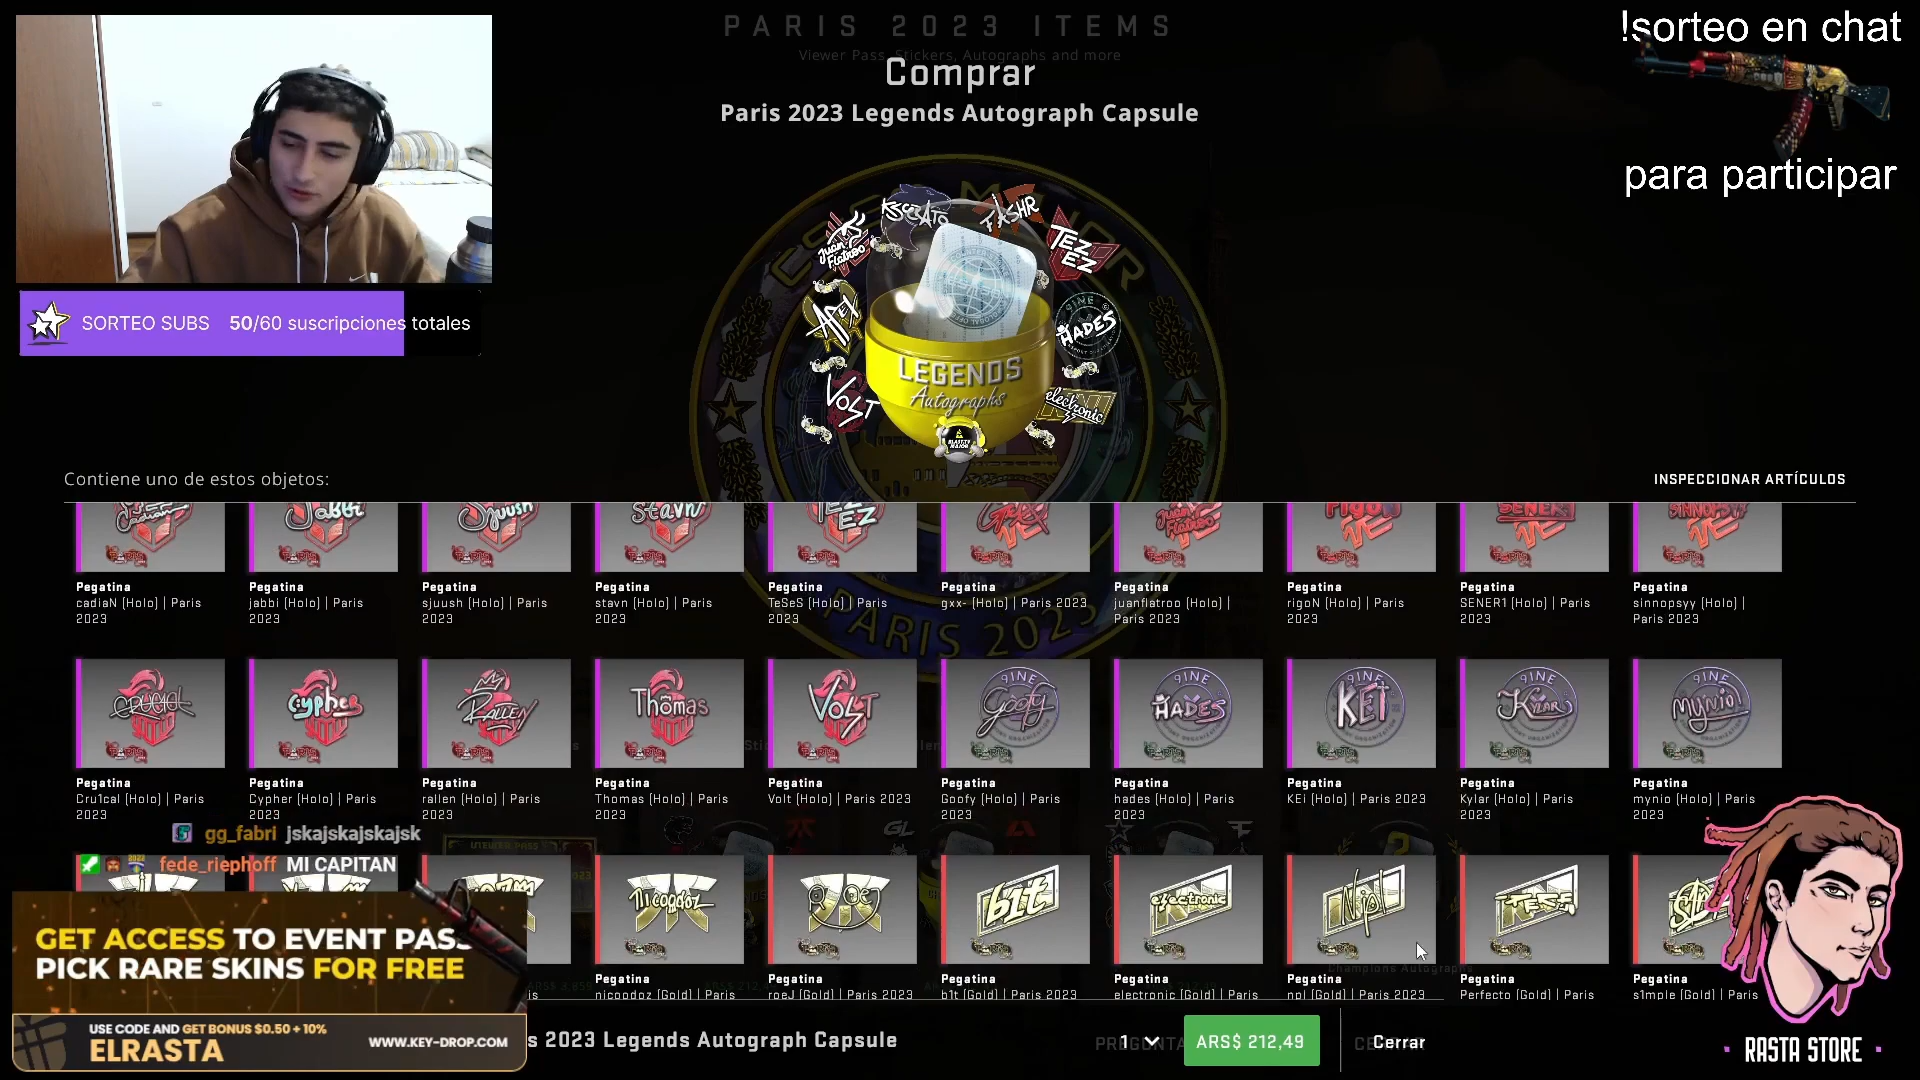 PARIS 2023 ITEMS
Viewer Pass, Stickers, Autographs and more
Comprar
Paris 2023 Legends Autograph Capsule
!sorteo en chat
para participar
SORTEO SUBS 50/60 suscripciones totales
LEGENDS
Autographs
PARIS 2023
Contiene uno de estos objetos:
INSPECCIONAR ARTÍCULOS
Pegatina
cadiaN (Holo) | Paris
2023
Pegatina
jabbi (Holo) | Paris
2023
Pegatina
sjuush (Holo) | Paris
2023
Pegatina
stavn (Holo) | Paris
2023
Pegatina
TeSeS (Holo) | Paris
2023
Pegatina
gxx- (Holo) | Paris 2023
Pegatina
juanflatroo (Holo) |
Paris 2023
Pegatina
rigoN (Holo) | Paris
2023
Pegatina
SENER1 (Holo) | Paris
2023
Pegatina
sinnopsyy (Holo) |
Paris 2023
Pegatina
Cru1cal (Holo) | Paris
2023
Pegatina
Cypher (Holo) | Paris
2023
Pegatina
rallen (Holo) | Paris
2023
Pegatina
Thomas (Holo) | Paris
2023
Pegatina
Volt (Holo) | Paris 2023
Pegatina
Goofy (Holo) | Paris
2023
Pegatina
hades (Holo) | Paris
2023
Pegatina
KEi (Holo) | Paris 2023
Pegatina
Kylar (Holo) | Paris
2023
Pegatina
mynio (Holo) | Paris
2023
gg_fabri jskajskajskajsk
fede_riephoff MI CAPITAN
Pegatina
nicoodoz (Gold) | Paris
Pegatina
roeJ (Gold) | Paris 2023
Pegatina
b1t (Gold) | Paris 2023
Pegatina
electronic (Gold) | Paris
Pegatina
npl (Gold) | Paris 2023
Pegatina
Perfecto (Gold) | Paris
Pegatina
s1mple (Gold) | Paris
GET ACCESS TO EVENT PASS
PICK RARE SKINS FOR FREE
USE CODE AND GET BONUS $0.50 + 10%
ELRASTA
WWW.KEY-DROP.COM
s 2023 Legends Autograph Capsule
1
ARS$ 212,49
Cerrar
RASTA STORE